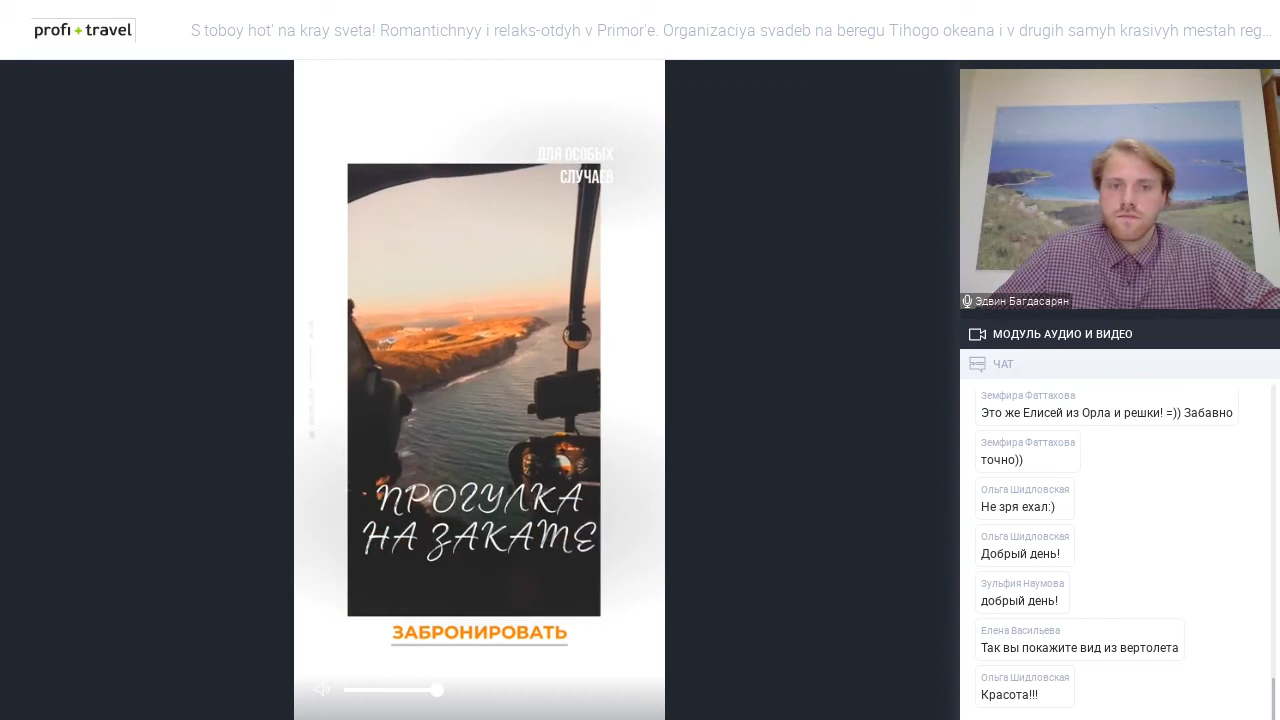 profi + travel
S toboy hot' na kray sveta! Romantichnyy i relaks-otdyh v Primor'e. Organizaciya svadeb na beregu Tihogo okeana i v drugih samyh krasivyh mestah reg...
ДЛЯ ОСОБЫХ
СЛУЧАЕВ
ПРОГУЛКА
НА ЗАКАТЕ
ЗАБРОНИРОВАТЬ
Эдвин Багдасарян
МОДУЛЬ АУДИО И ВИДЕО
ЧАТ
Земфира Фаттахова
Это же Елисей из Орла и решки! =)) Забавно
Земфира Фаттахова
точно))
Ольга Шидловская
Не зря ехал:)
Ольга Шидловская
Добрый день!
Зульфия Наумова
добрый день!
Елена Васильева
Так вы покажите вид из вертолета
Ольга Шидловская
Красота!!!